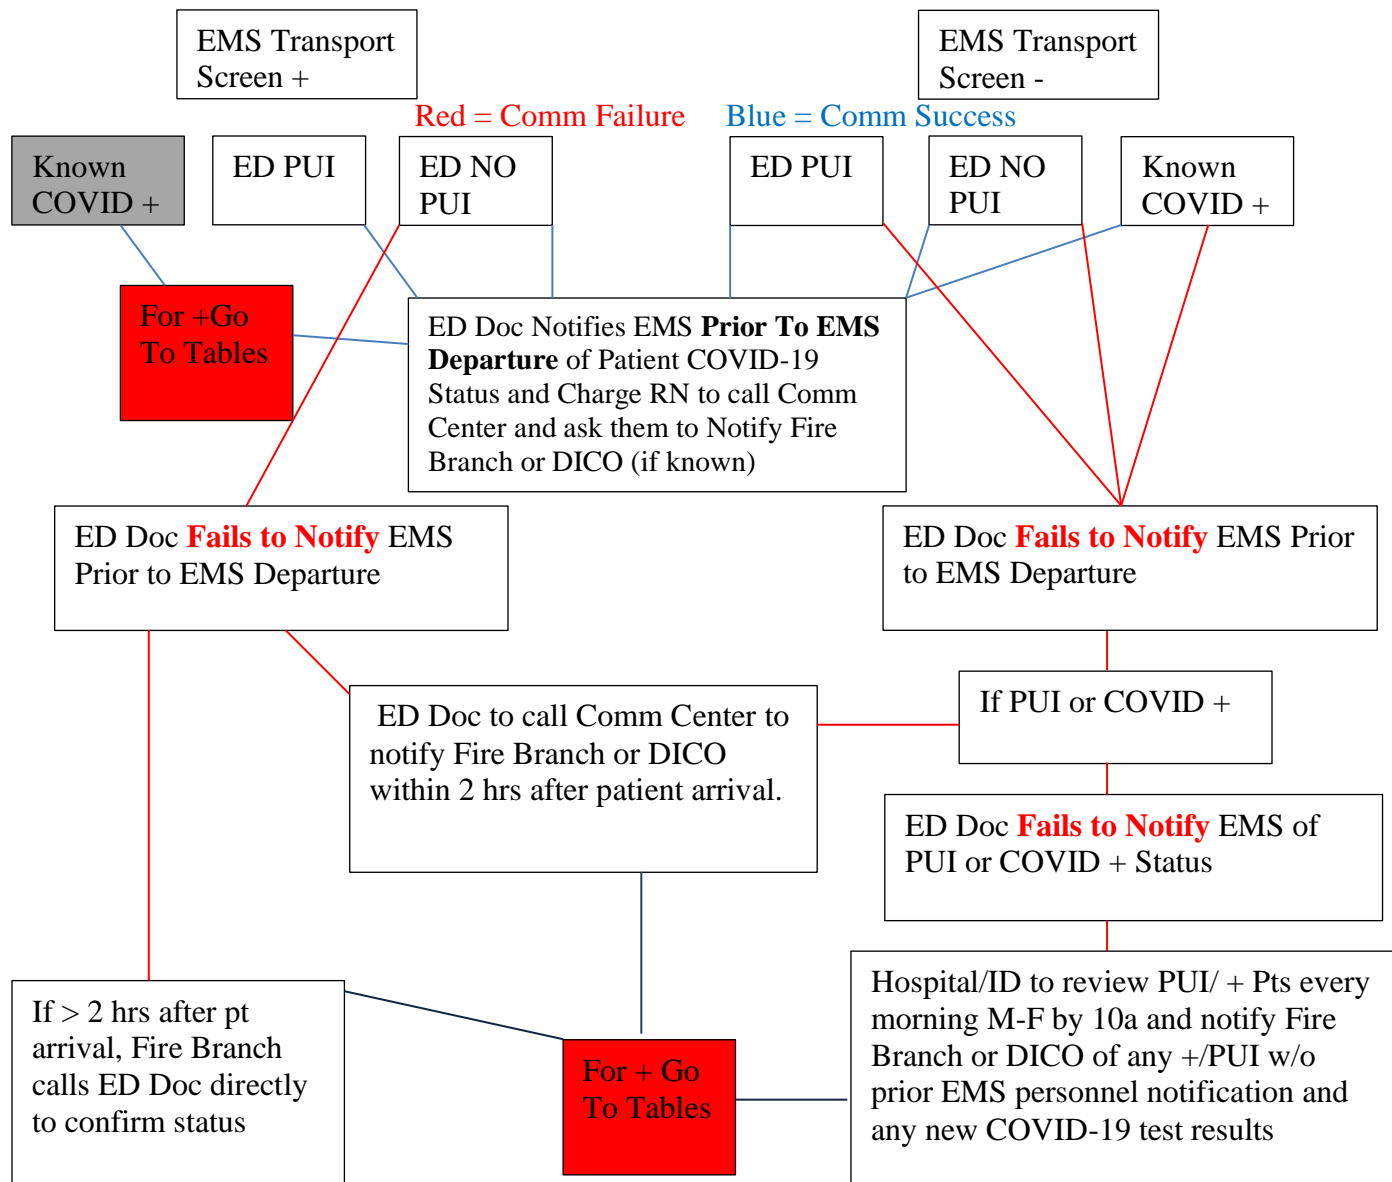 EMS Transport
Screen +
EMS Transport
Screen -
Red = Comm Failure
Blue = Comm Success
Known
COVID +
ED PUI
ED NO
PUI
ED PUI
ED NO
PUI
Known
COVID +
For +Go
To Tables
ED Doc Notifies EMS Prior To EMS
Departure of Patient COVID-19
Status and Charge RN to call Comm
Center and ask them to Notify Fire
Branch or DICO (if known)
ED Doc Fails to Notify EMS
Prior to EMS Departure
ED Doc Fails to Notify EMS Prior
to EMS Departure
ED Doc to call Comm Center to
notify Fire Branch or DICO
within 2 hrs after patient arrival.
If PUI or COVID +
ED Doc Fails to Notify EMS of
PUI or COVID + Status
If > 2 hrs after pt
arrival, Fire Branch
calls ED Doc directly
to confirm status
For + Go
To Tables
Hospital/ID to review PUI/ + Pts every
morning M-F by 10a and notify Fire
Branch or DICO of any +/PUI w/o
prior EMS personnel notification and
any new COVID-19 test results